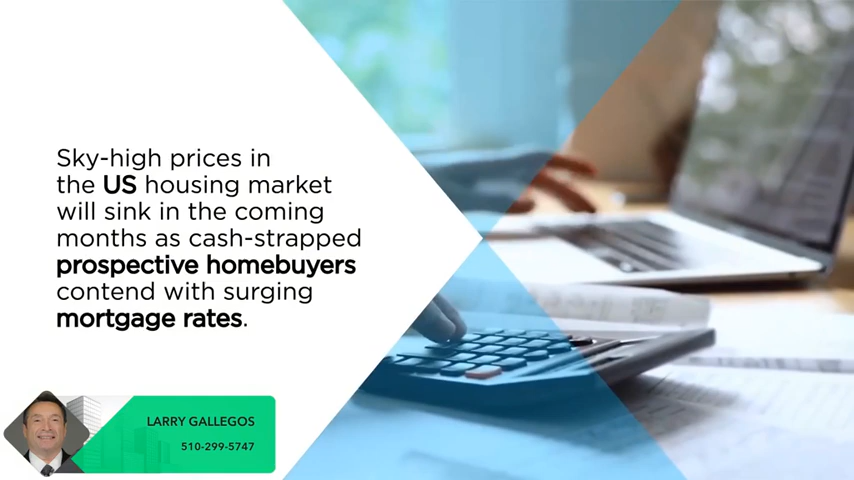 Sky-high prices in
the US housing market
will sink in the coming
months as cash-strapped
prospective homebuyers
contend with surging
mortgage rates.
LARRY GALLEGOS
510-299-5747